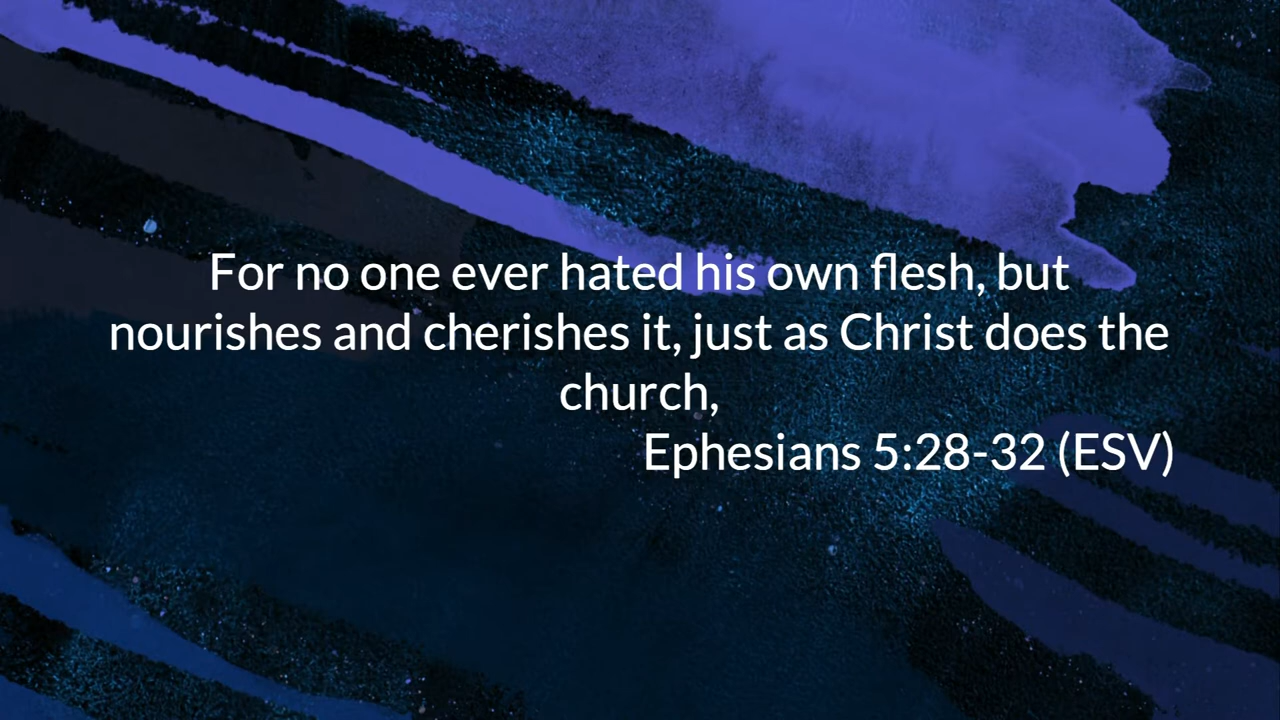 For no one ever hated his own flesh, but
nourishes and cherishes it, just as Christ does the
church,
Ephesians 5:28-32 (ESV)